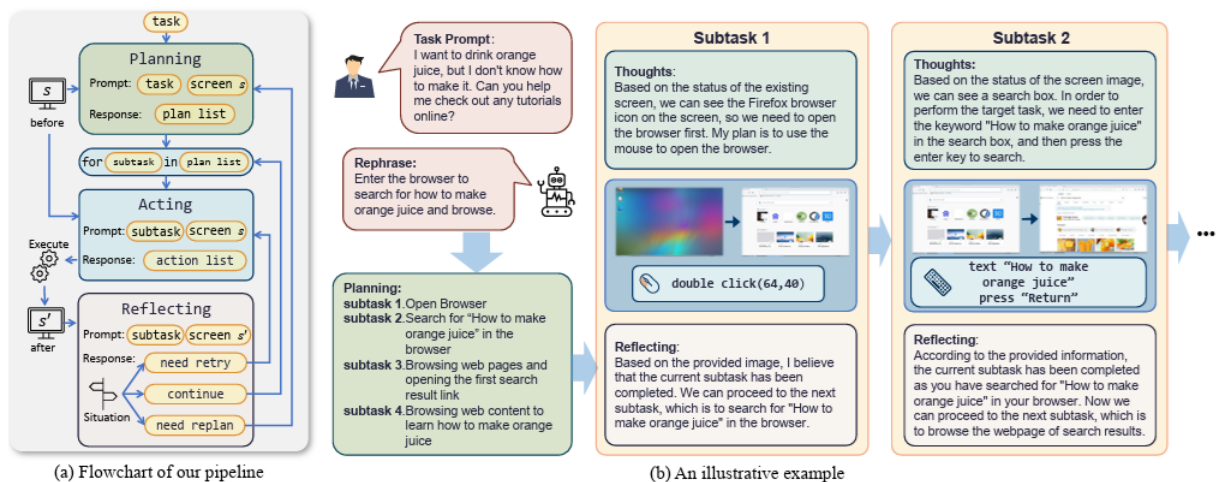 task
Planning
Prompt: task screen s
Response: plan list
s
before
for subtask in plan list
Acting
Prompt: subtask screen s
Response: action list
Execute
s'
after
Reflecting
Prompt: subtask screen s'
Response: need retry
continue
need replan
Situation
(a) Flowchart of our pipeline
Task Prompt:
I want to drink orange
juice, but I don't know how
to make it. Can you help
me check out any tutorials
online?
Rephrase:
Enter the browser to
search for how to make
orange juice and browse.
Planning:
subtask 1.Open Browser
subtask 2.Search for “How to make
orange juice” in the
browser
subtask 3.Browsing web pages and
opening the first search
result link
subtask 4.Browsing web content to
learn how to make orange
juice
Subtask 1
Thoughts:
Based on the status of the existing
screen, we can see the Firefox browser
icon on the screen, so we need to open
the browser first. My plan is to use the
mouse to open the browser.
double click(64,40)
Reflecting:
Based on the provided image, I believe
that the current subtask has been
completed. We can proceed to the next
subtask, which is to search for "How to
make orange juice" in the browser.
Subtask 2
Thoughts:
Based on the status of the screen image,
we can see a search box. In order to
perform the target task, we need to enter
the keyword "How to make orange juice"
in the search box, and then press the
enter key to search.
text “How to make
orange juice”
press “Return”
Reflecting:
According to the provided information,
the current subtask has been completed
as you have searched for "How to make
orange juice" in your browser. Now we
can proceed to the next subtask, which is
to browse the webpage of search results.
...
(b) An illustrative example